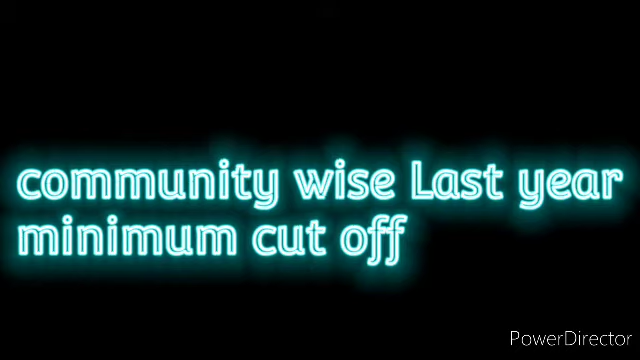 community wise Last year
minimum cut off
PowerDirector